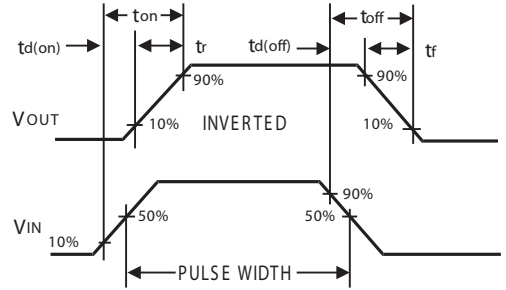 ton toff
td(on) tr td(off) tf
90% 90%
VOUT 10% INVERTED 10%
90%
50% 50%
VIN 10%
PULSE WIDTH